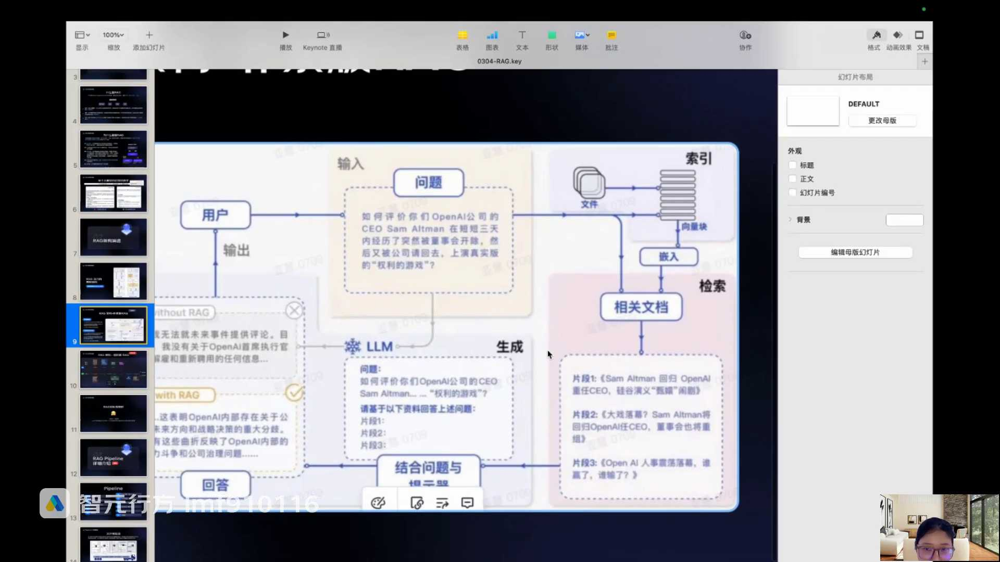 100%
显示
缩放
添加幻灯片
播放
Keynote 直播
表格
图表
文本
形状
媒体
批注
协作
格式
动画效果
文稿
0304-RAG.key
3
4
5
6
7
RAG架构描述
8
9
10
11
12
RAG Pipeline
详细介绍
13
Pipeline
幻灯片布局
DEFAULT
更改母版
外观
标题
正文
幻灯片编号
背景
编辑母版幻灯片
输入
问题
如何评价你们OpenAI公司的
CEO Sam Altman 在短短三天
内经历了突然被董事会开除，然
后又被公司请回去，上演真实版
的“权利的游戏”？
用户
输出
索引
文件
向量块
嵌入
检索
相关文档
片段1:《Sam Altman 回归 OpenAI
重任CEO，硅谷演义“甄嬛”闹剧》
片段2:《大戏落幕？Sam Altman将
回归OpenAI任CEO，董事会也将重
组》
片段3:《Open AI 人事震荡落幕，谁
赢了，谁输了？》
LLM
生成
问题：
如何评价你们OpenAI公司的CEO
Sam Altman... ... “权利的游戏”？
请基于以下资料回答上述问题：
片段1:
片段2:
片段3:
结合问题与
提示器
without RAG
我无法就未来事件提供评论。目
我没有关于OpenAI首席执行官
解雇和重新聘用的任何信息...
with RAG
...这表明OpenAI内部存在关于公
未来方向和战略决策的重大分歧。
有这些曲折反映了OpenAI内部的
力斗争和公司治理问题......
回答
智元行方 lmf910116